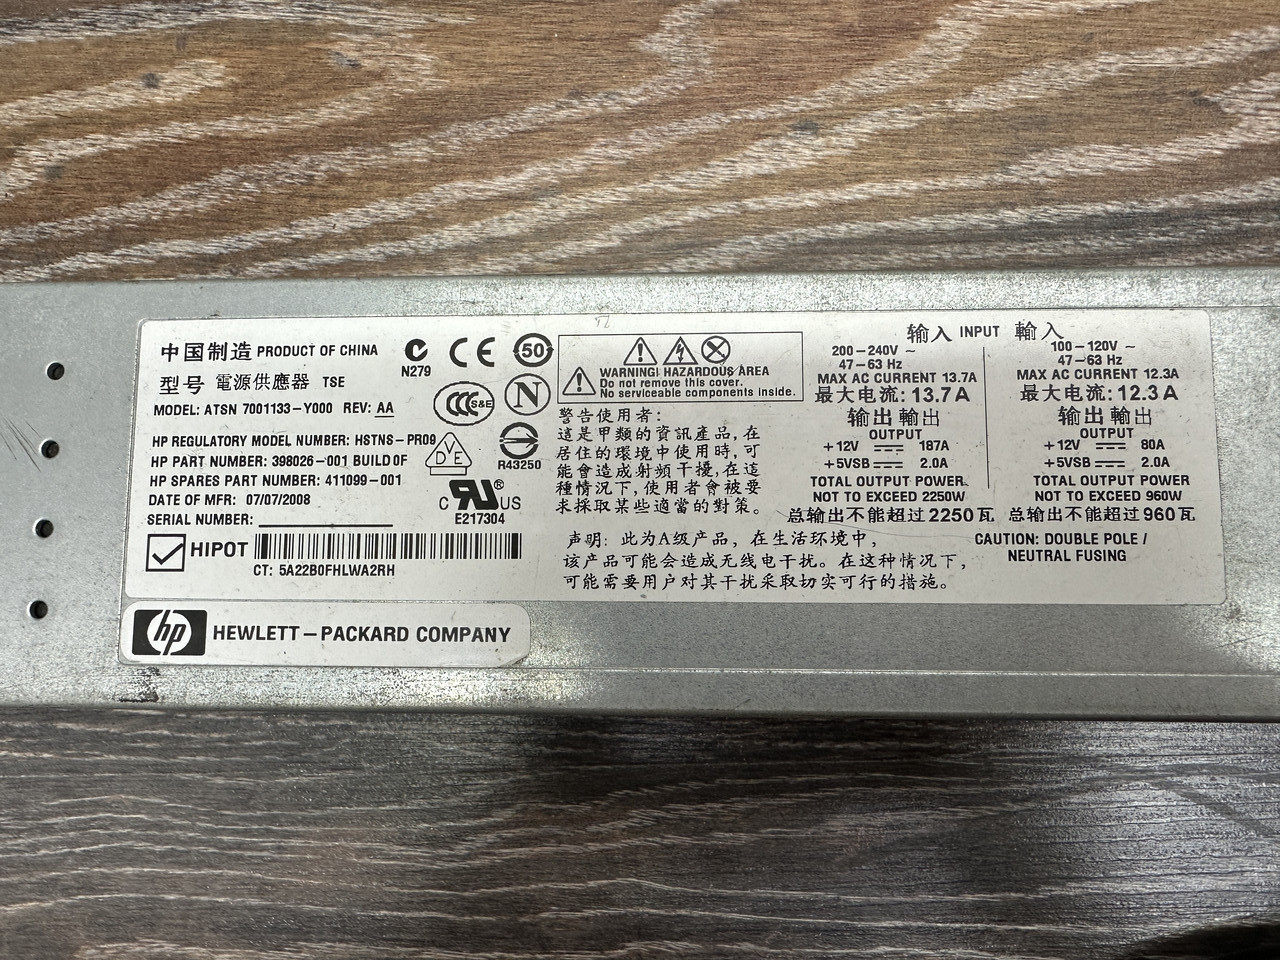 中国制造 PRODUCT OF CHINA
型号 電源供應器 TSE
MODEL: ATSN 7001133-Y000 REV: AA
HP REGULATORY MODEL NUMBER: HSTNS-PR09
HP PART NUMBER: 398026-001 BUILD OF
HP SPARES PART NUMBER: 411099-001
DATE OF MFR: 07/07/2008
SERIAL NUMBER:
HIPOT
CT: 5A22B0FHLWA2RH
hp HEWLETT-PACKARD COMPANY
N279
CE
50
CCC S&E
N
DVE
R43250
C RU® US
E217304
WARNING! HAZARDOUS AREA
Do not remove this cover.
No serviceable components inside.
警告使用者:
這是甲類的資訊產品,在
居住的環境中使用時,可
能會造成射頻干擾,在這
種情況下,使用者會被要
求採取某些適當的對策。
声明: 此为A级产品, 在生活环境中,
该产品可能会造成无线电干扰。在这种情况下,
可能需要用户对其干扰采取切实可行的措施。
输入 INPUT 輸入
200-240V ~
47-63 Hz
MAX AC CURRENT 13.7A
最大电流: 13.7A
输出 輸出
OUTPUT
+12V 187A
+5VSB 2.0A
TOTAL OUTPUT POWER
NOT TO EXCEED 2250W
总输出不能超过2250瓦
100-120V ~
47-63 Hz
MAX AC CURRENT 12.3A
最大电流: 12.3A
输出 輸出
OUTPUT
+12V 80A
+5VSB 2.0A
TOTAL OUTPUT POWER
NOT TO EXCEED 960W
总输出不能超过960瓦
CAUTION: DOUBLE POLE /
NEUTRAL FUSING